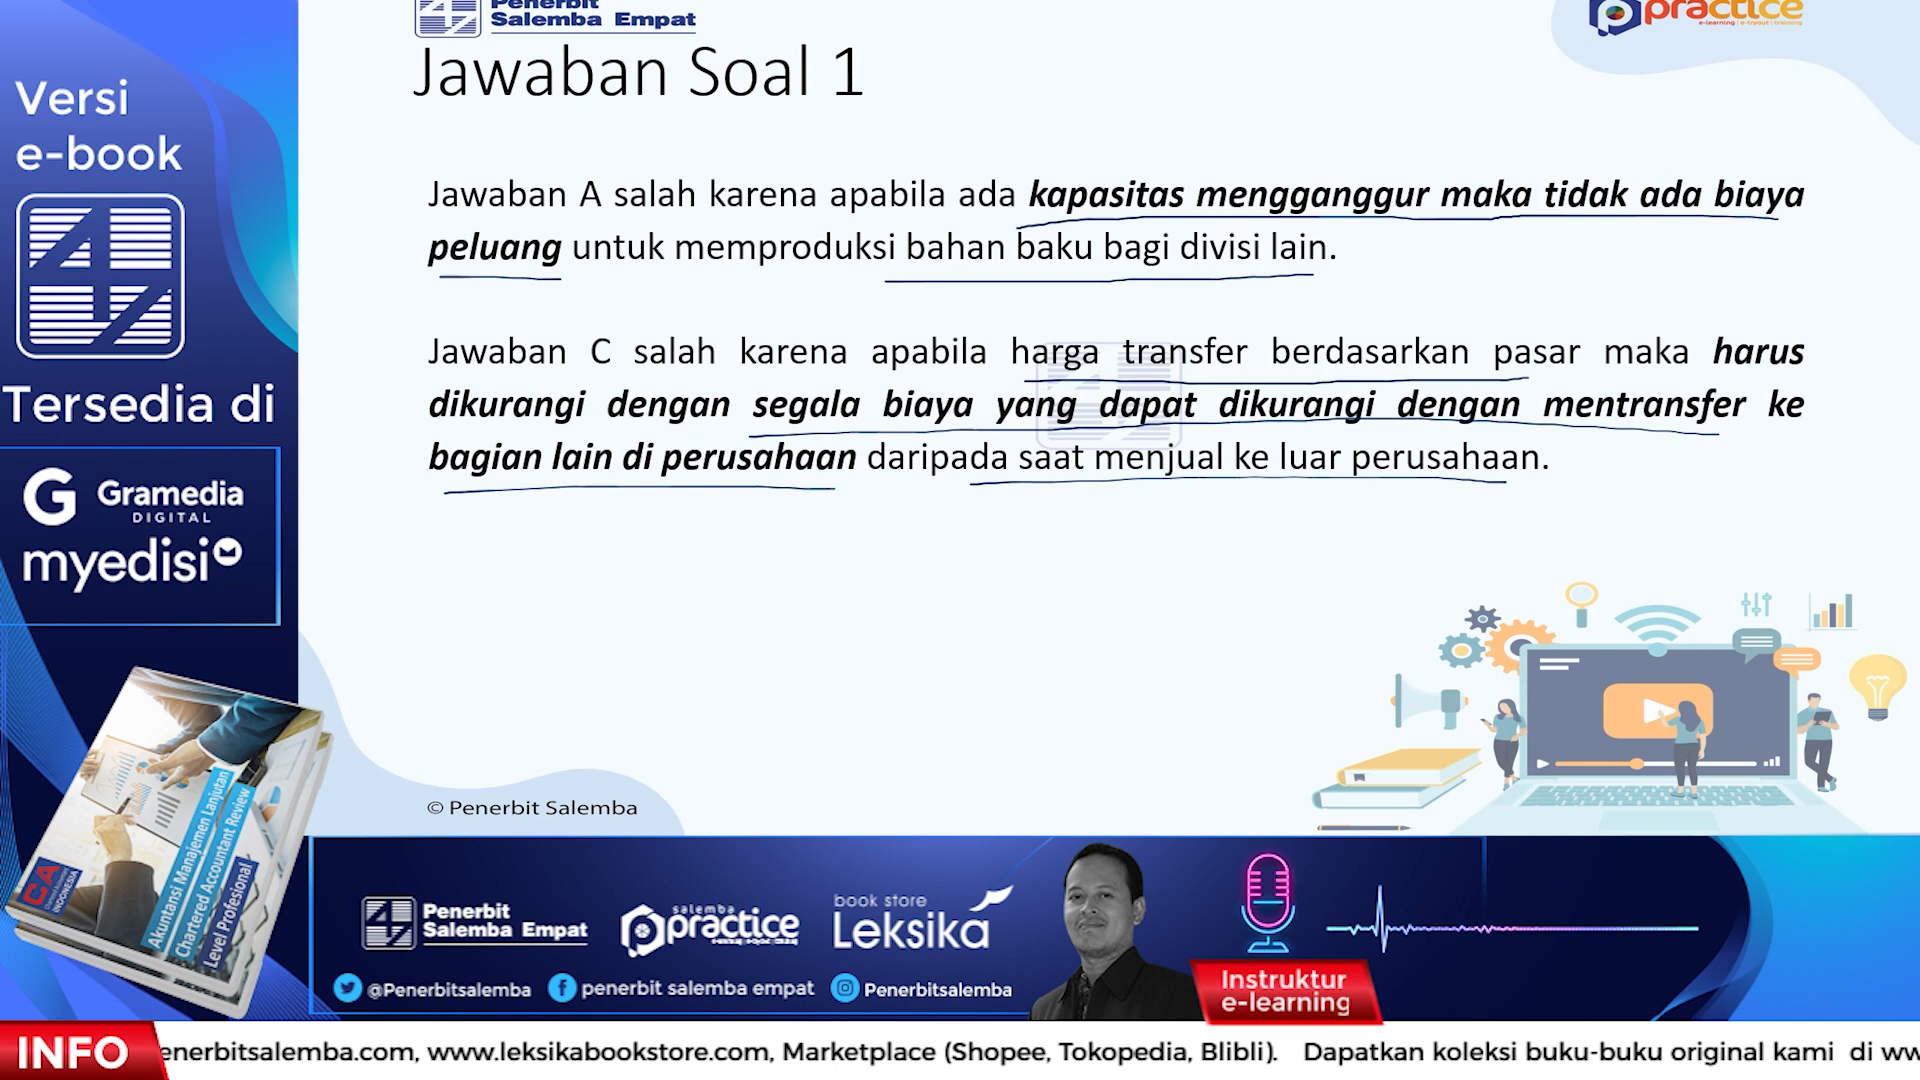 Penerbit
Salemba Empat
practice
e-learning | e-tryout | training
Jawaban Soal 1
Versi
e-book
Tersedia di
Gramedia
DIGITAL
myedisi
Jawaban A salah karena apabila ada kapasitas mengganggur maka tidak ada biaya
peluang untuk memproduksi bahan baku bagi divisi lain.
Jawaban C salah karena apabila harga transfer berdasarkan pasar maka harus
dikurangi dengan segala biaya yang dapat dikurangi dengan mentransfer ke
bagian lain di perusahaan daripada saat menjual ke luar perusahaan.
© Penerbit Salemba
Akuntansi Manajemen Lanjutan
Chartered Accountant Review
Level Profesional
CA
INDONESIA
Penerbit
Salemba Empat
salemba
practice
book store
Leksika
@Penerbitsalemba
penerbit salemba empat
Penerbitsalemba
Instruktur
e-learning
INFO
enerbitsalemba.com, www.leksikabookstore.com, Marketplace (Shopee, Tokopedia, Blibli). Dapatkan koleksi buku-buku original kami di ww